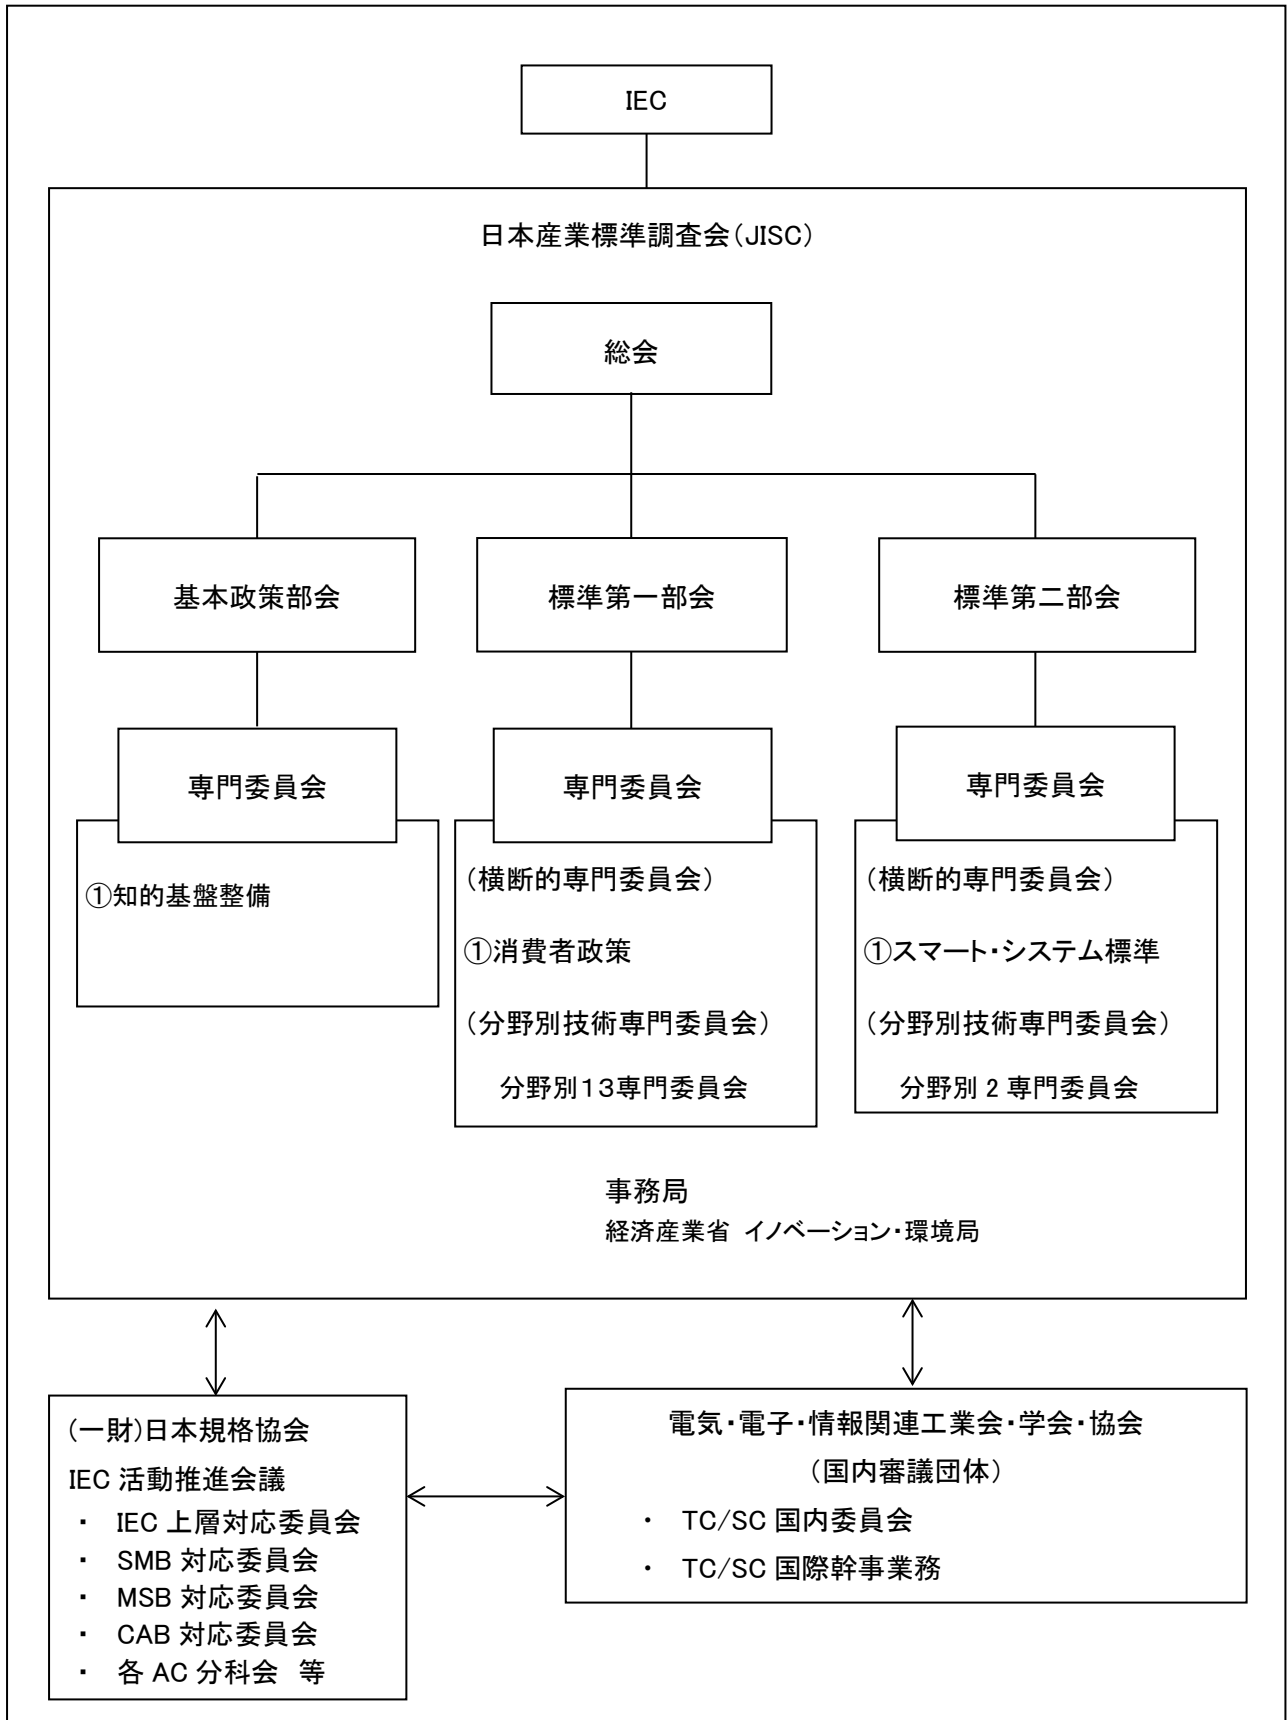 IEC
日本産業標準調査会(JISC)
総会
基本政策部会
標準第一部会
標準第二部会
専門委員会
①知的基盤整備
専門委員会
(横断的専門委員会)
①消費者政策
(分野別技術専門委員会)
分野別13専門委員会
専門委員会
(横断的専門委員会)
①スマート・システム標準
(分野別技術専門委員会)
分野別 2 専門委員会
事務局
経済産業省 イノベーション・環境局
(一財)日本規格協会
IEC 活動推進会議
・ IEC 上層対応委員会
・ SMB 対応委員会
・ MSB 対応委員会
・ CAB 対応委員会
・ 各 AC 分科会 等
電気・電子・情報関連工業会・学会・協会
(国内審議団体)
・ TC/SC 国内委員会
・ TC/SC 国際幹事業務